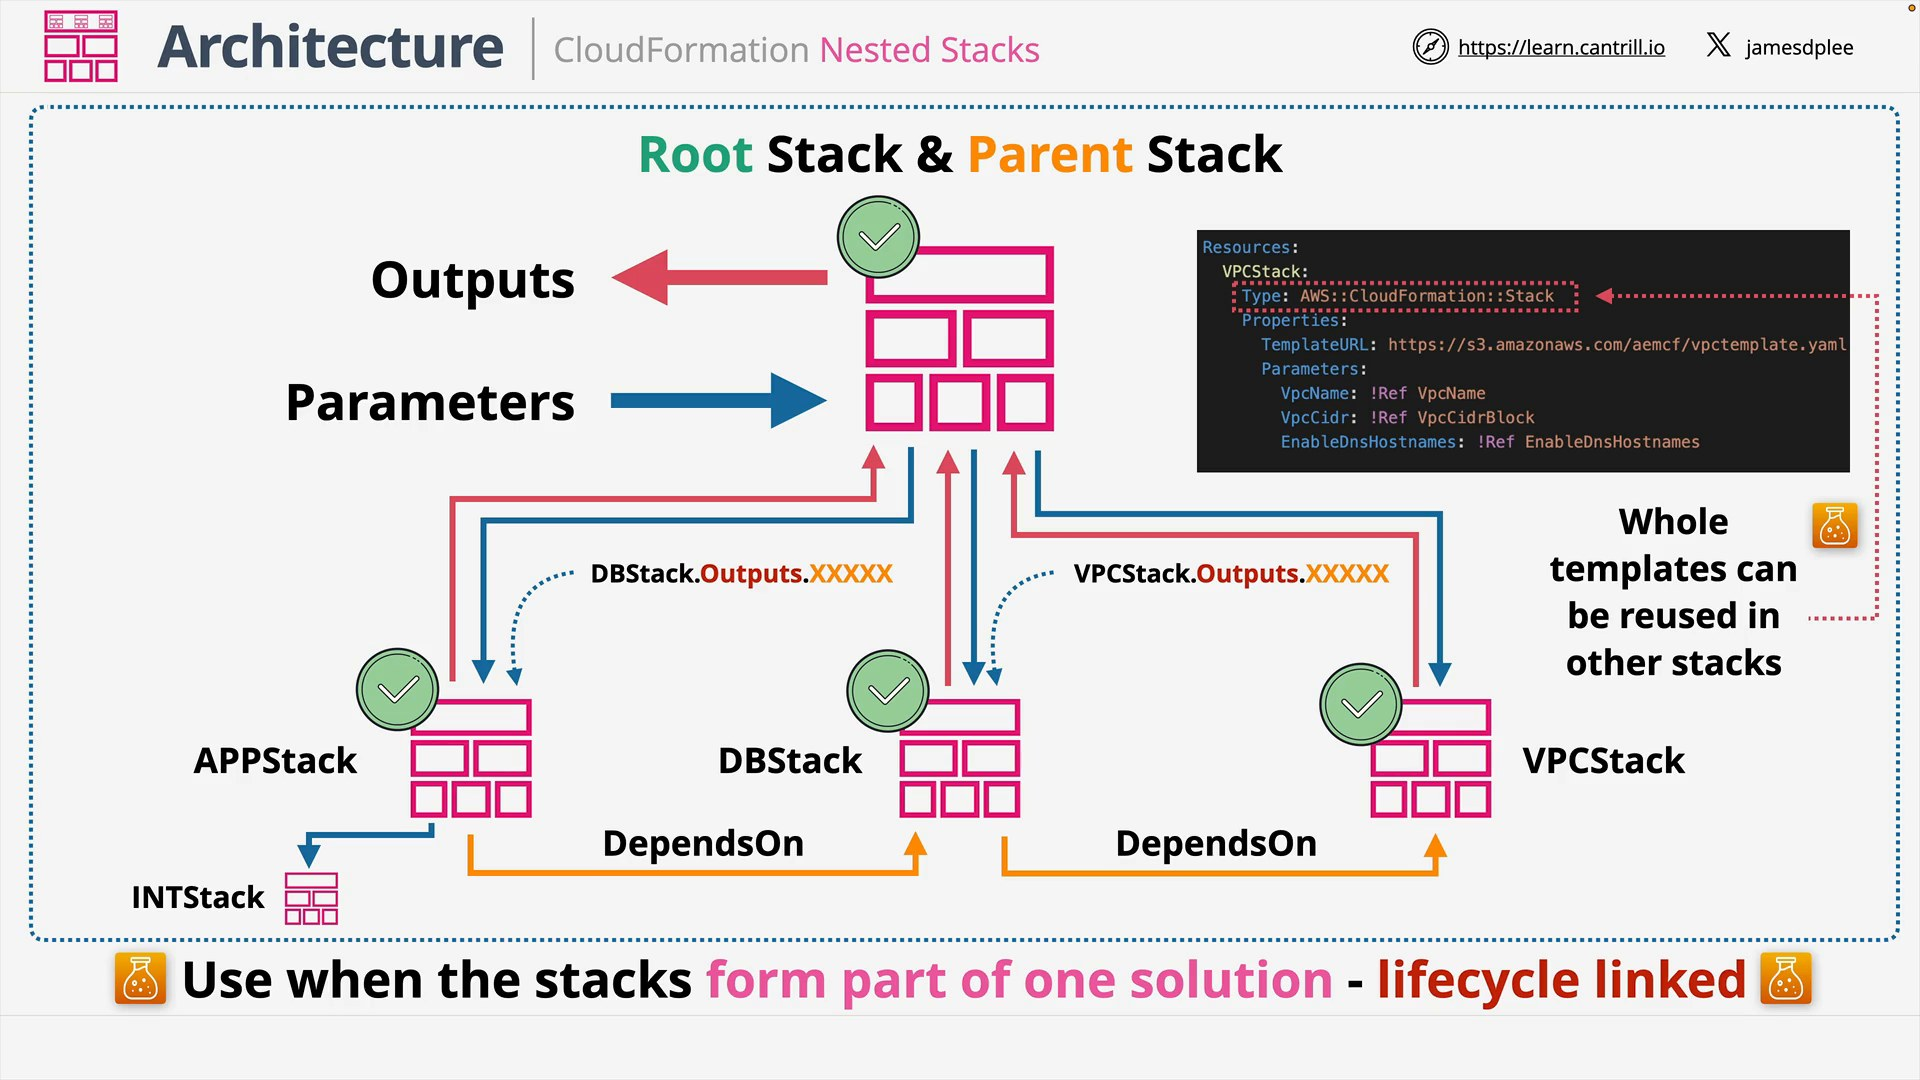 Architecture
CloudFormation Nested Stacks
https://learn.cantrill.io
jamesdplee
Root Stack & Parent Stack
Outputs
Parameters
Resources:
VPCStack:
Type: AWS::CloudFormation::Stack
Properties:
TemplateURL: https://s3.amazonaws.com/aemcf/vpctemplate.yaml
Parameters:
VpcName: !Ref VpcName
VpcCidr: !Ref VpcCidrBlock
EnableDnsHostnames: !Ref EnableDnsHostnames
Whole
templates can
be reused in
other stacks
DBStack.Outputs.XXXXX
VPCStack.Outputs.XXXXX
APPStack
DBStack
VPCStack
DependsOn
DependsOn
INTStack
Use when the stacks form part of one solution - lifecycle linked